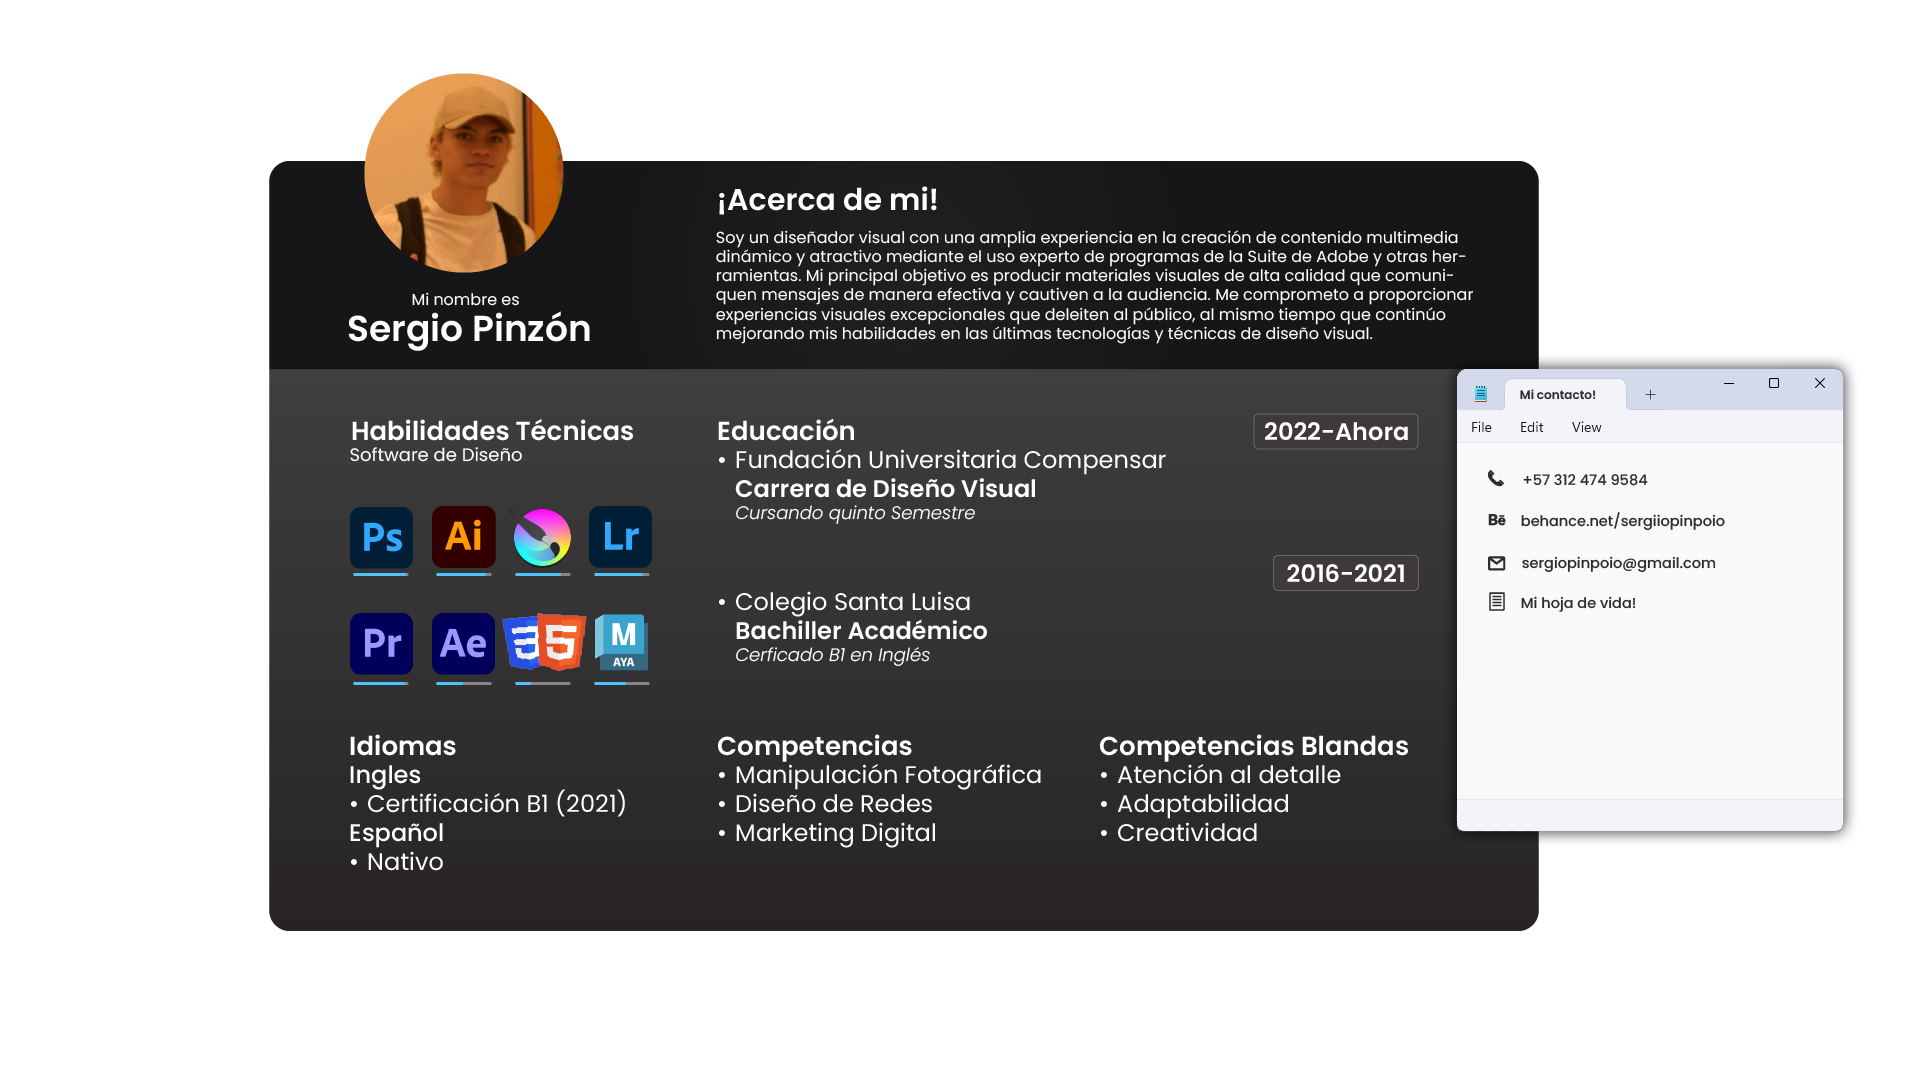 Mi nombre es
Sergio Pinzón
¡Acerca de mi!
Soy un diseñador visual con una amplia experiencia en la creación de contenido multimedia
dinámico y atractivo mediante el uso experto de programas de la Suite de Adobe y otras her-
ramientas. Mi principal objetivo es producir materiales visuales de alta calidad que comuni-
quen mensajes de manera efectiva y cautiven a la audiencia. Me comprometo a proporcionar
experiencias visuales excepcionales que deleiten al público, al mismo tiempo que continúo
mejorando mis habilidades en las últimas tecnologías y técnicas de diseño visual.
Habilidades Técnicas
Software de Diseño
Ps Ai Lr
Pr Ae 3 5 M
AYA
Educación
2022-Ahora
• Fundación Universitaria Compensar
Carrera de Diseño Visual
Cursando quinto Semestre
2016-2021
• Colegio Santa Luisa
Bachiller Académico
Cerficado B1 en Inglés
Idiomas
Ingles
• Certificación B1 (2021)
Español
• Nativo
Competencias
• Manipulación Fotográfica
• Diseño de Redes
• Marketing Digital
Competencias Blandas
• Atención al detalle
• Adaptabilidad
• Creatividad
Mi contacto!
File Edit View
+57 312 474 9584
Bē behance.net/sergiiopinpoio
sergiopinpoio@gmail.com
Mi hoja de vida!